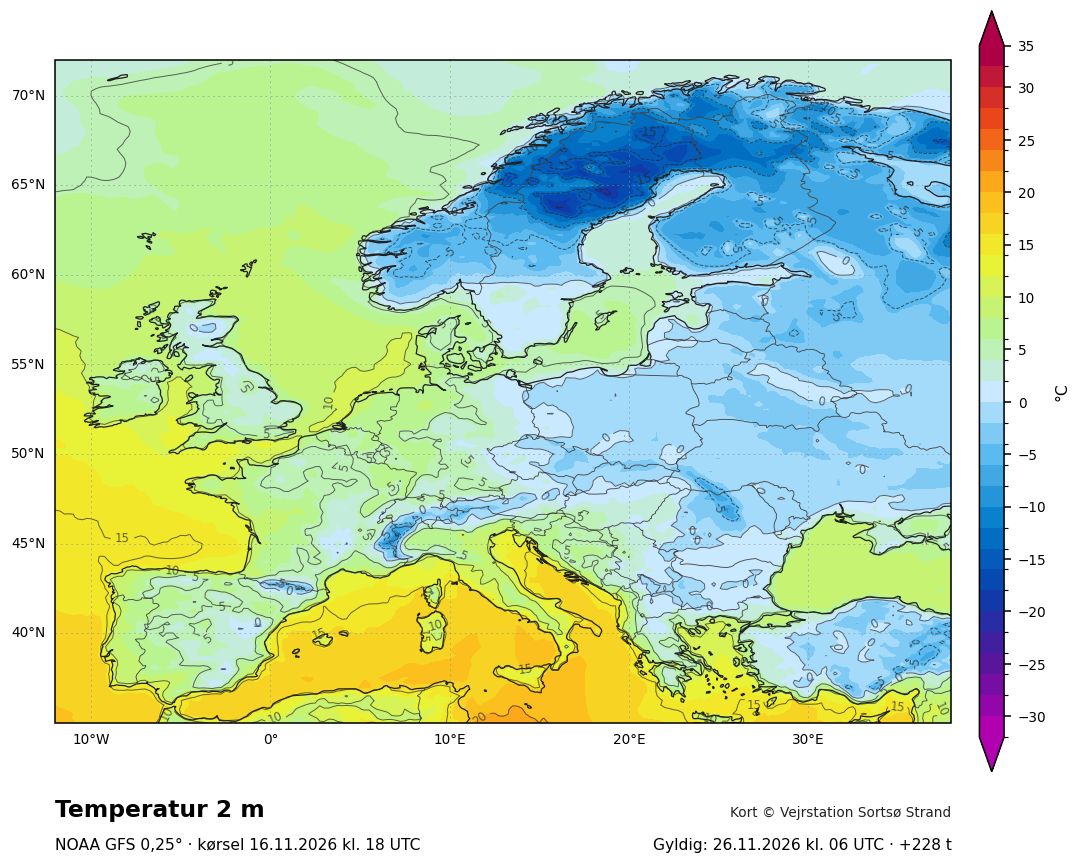 70°N
65°N
60°N
55°N
50°N
45°N
40°N
10°W 0° 10°E 20°E 30°E
35
30
25
20
15
10
5
0
−5
−10
−15
−20
−25
−30
°C
Temperatur 2 m
Kort © Vejrstation Sortsø Strand
NOAA GFS 0,25° · kørsel 16.11.2026 kl. 18 UTC
Gyldig: 26.11.2026 kl. 06 UTC · +228 t